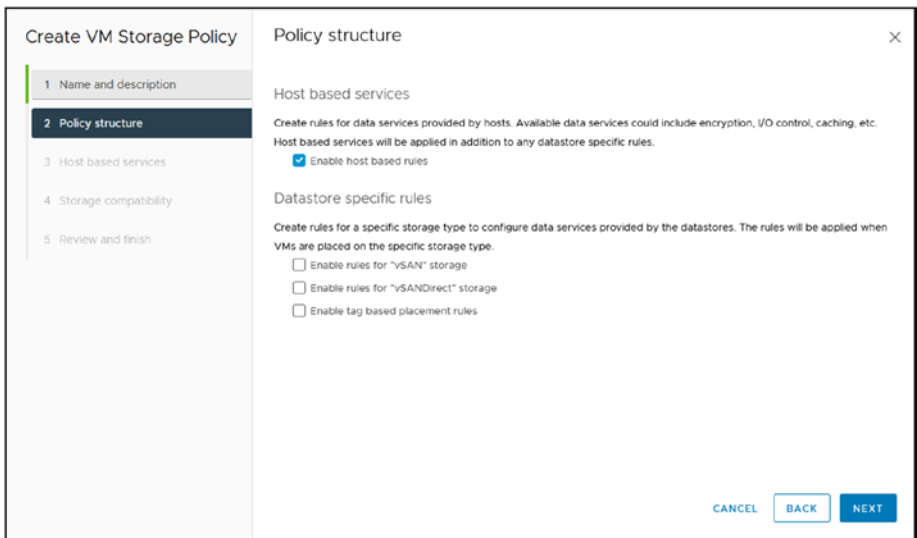 Create VM Storage Policy
1 Name and description
2 Policy structure
3 Host based services
4 Storage compatibility
5 Review and finish
Policy structure
Host based services
Create rules for data services provided by hosts. Available data services could include encryption, I/O control, caching, etc.
Host based services will be applied in addition to any datastore specific rules.
Enable host based rules
Datastore specific rules
Create rules for a specific storage type to configure data services provided by the datastores. The rules will be applied when
VMs are placed on the specific storage type.
Enable rules for "vSAN" storage
Enable rules for "vSANDirect" storage
Enable tag based placement rules
CANCEL
BACK
NEXT